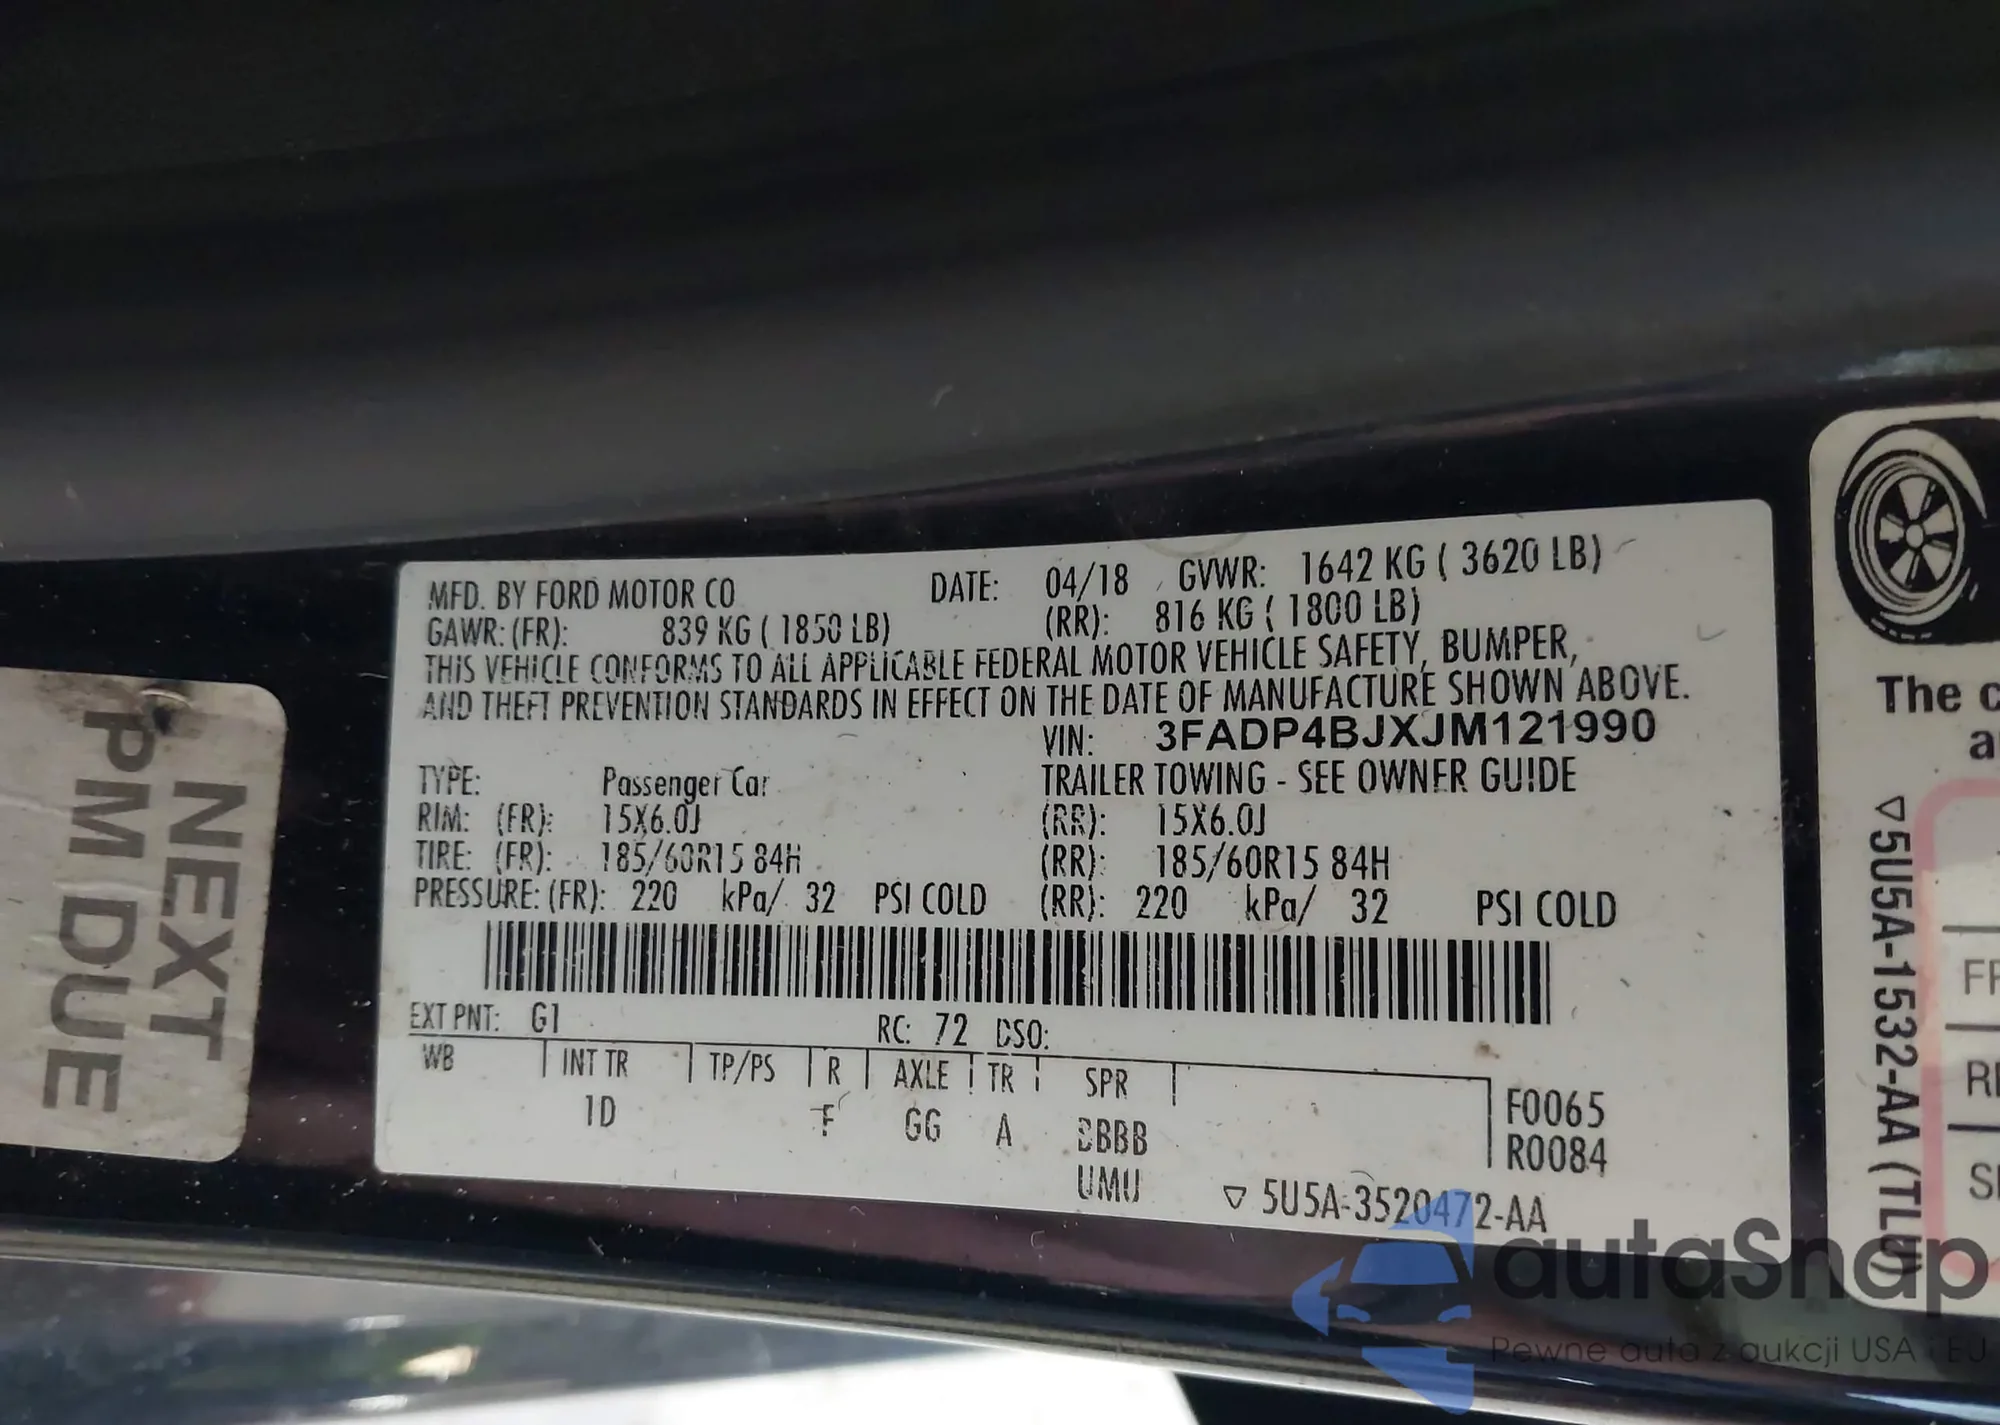 MFD. BY FORD MOTOR CO DATE: 04/18 GVWR: 1642 KG ( 3620 LB)
GAWR: (FR): 839 KG ( 1850 LB) (RR): 816 KG ( 1800 LB)
THIS VEHICLE CONFORMS TO ALL APPLICABLE FEDERAL MOTOR VEHICLE SAFETY, BUMPER,
AND THEFT PREVENTION STANDARDS IN EFFECT ON THE DATE OF MANUFACTURE SHOWN ABOVE.
VIN: 3FADP4BJXJM121990
TYPE: Passenger Car TRAILER TOWING - SEE OWNER GUIDE
RIM: (FR): 15X6.0J (RR): 15X6.0J
TIRE: (FR): 185/60R15 84H (RR): 185/60R15 84H
PRESSURE: (FR): 220 kPa/ 32 PSI COLD (RR): 220 kPa/ 32 PSI COLD
EXT PNT: G1 RC: 72 DSO:
WB INT TR TP/PS R AXLE TR SPR
1D F GG A BBBB
UMU
F0065
R0084
5U5A-3520472-AA
NEXT
PM DUE
The
5U5A-1532-AA (TLU)
autaSnap
Pewne auta z aukcji USA i EU